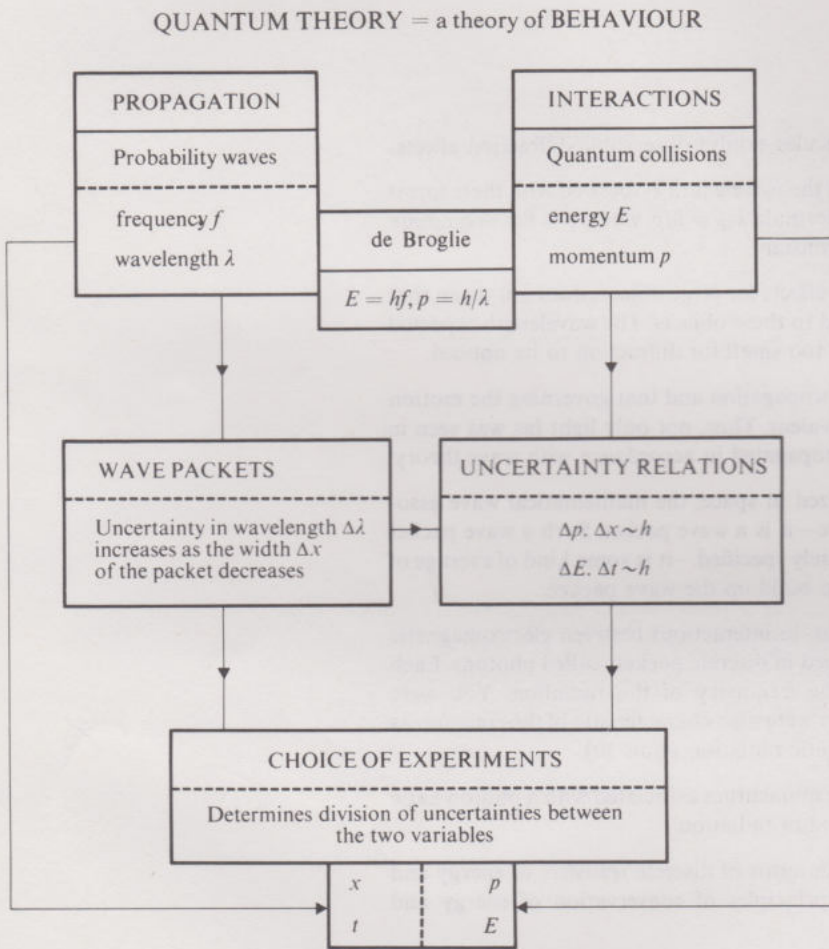 QUANTUM THEORY = a theory of BEHAVIOUR
PROPAGATION
Probability waves
frequency f
wavelength λ
INTERACTIONS
Quantum collisions
energy E
momentum p
de Broglie
E = hf, p = h/λ
WAVE PACKETS
Uncertainty in wavelength Δλ
increases as the width Δx
of the packet decreases
UNCERTAINTY RELATIONS
Δp. Δx ~ h
ΔE. Δt ~ h
CHOICE OF EXPERIMENTS
Determines division of uncertainties between
the two variables
x p
t E